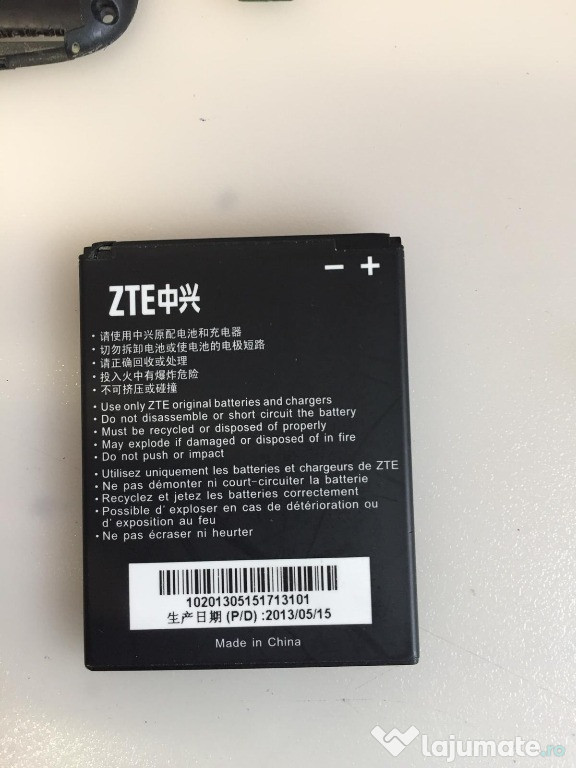 − +
ZTE中兴
• 请使用中兴原配电池和充电器
• 切勿拆卸电池或使电池的电极短路
• 请正确回收或处理
• 投入火中有爆炸危险
• 不可挤压或碰撞
• Use only ZTE original batteries and chargers
• Do not disassemble or short circuit the battery
• Must be recycled or disposed of properly
• May explode if damaged or disposed of in fire
• Do not push or impact
• Utilisez uniquement les batteries et chargeurs de ZTE
• Ne pas démonter ni court-circuiter la batterie
• Recyclez et jetez les batteries correctement
• Possible d' exploser en cas de détérioration ou
d' exposition au feu
• Ne pas écraser ni heurter
10201305151713101
生产日期 (P/D) :2013/05/15
Made in China
lajumate.ro